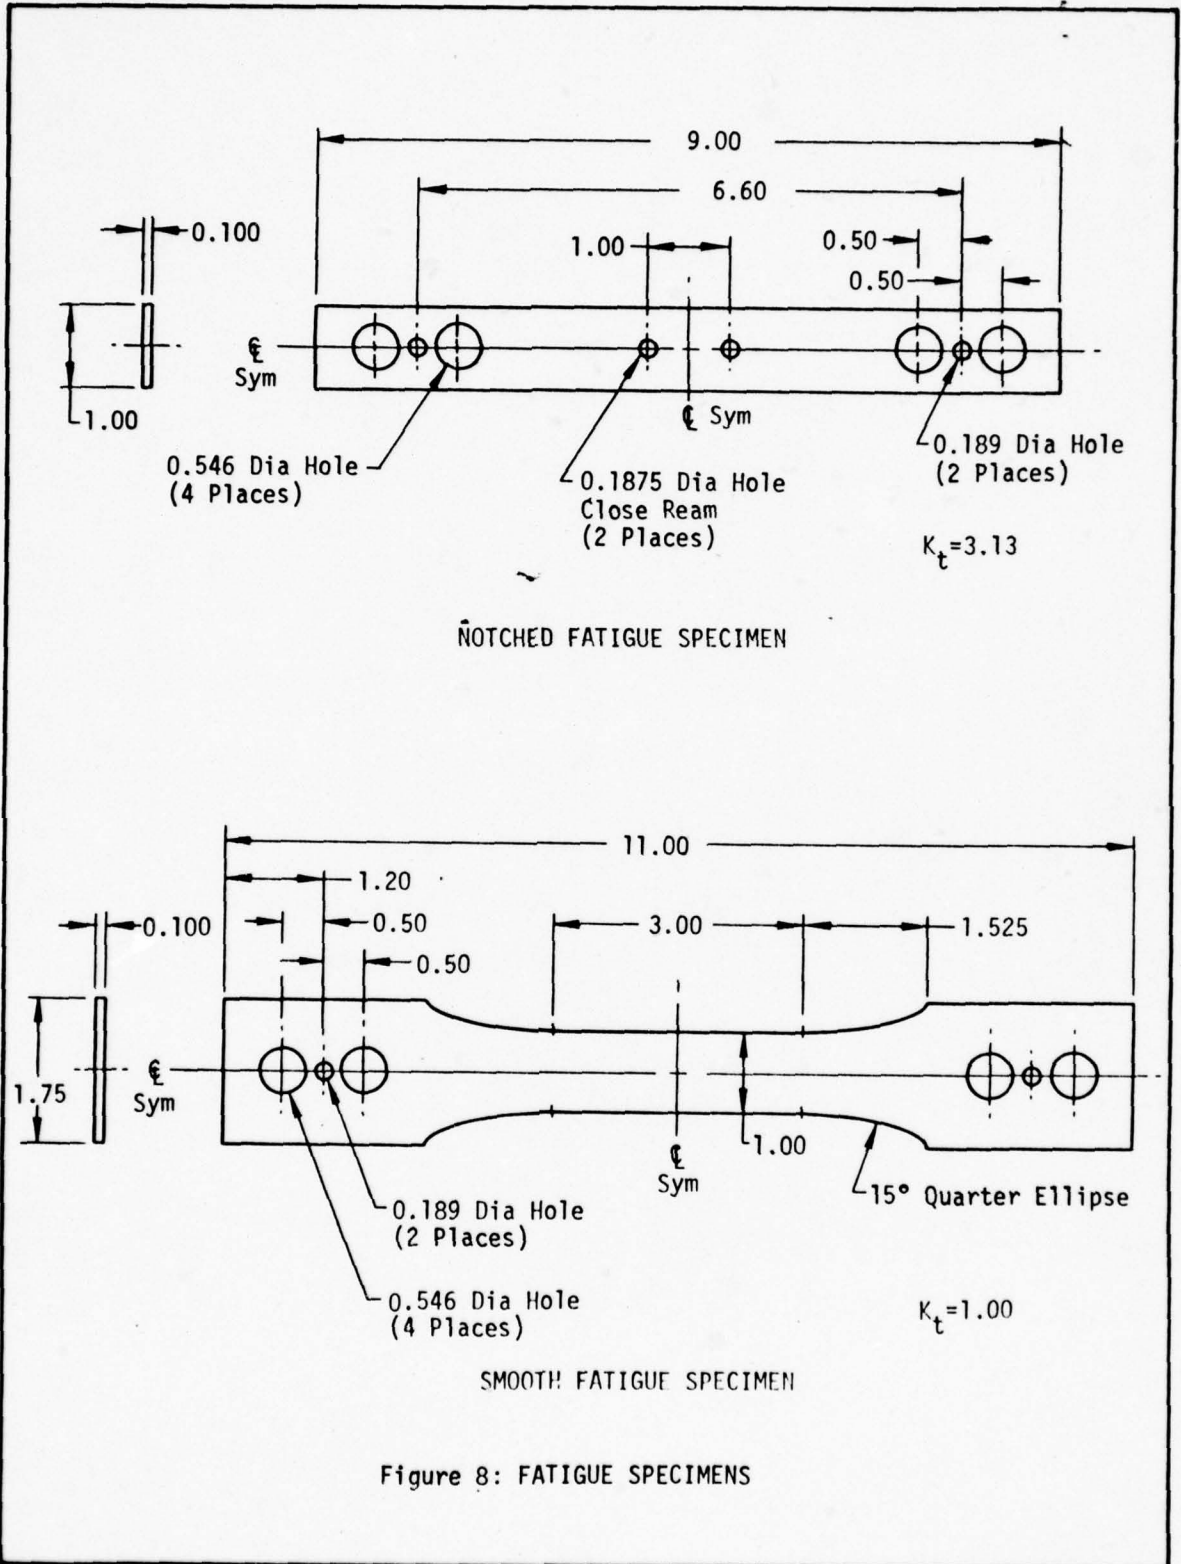 9.00
6.60
0.100
1.00
0.50
0.50
℄
Sym
℄ Sym
1.00
0.546 Dia Hole
(4 Places)
0.1875 Dia Hole
Close Ream
(2 Places)
0.189 Dia Hole
(2 Places)
Kt=3.13
NOTCHED FATIGUE SPECIMEN
11.00
1.20
0.100
0.50
3.00
1.525
0.50
1.75
℄
Sym
1.00
℄
Sym
15° Quarter Ellipse
0.189 Dia Hole
(2 Places)
0.546 Dia Hole
(4 Places)
Kt=1.00
SMOOTH FATIGUE SPECIMEN
Figure 8: FATIGUE SPECIMENS